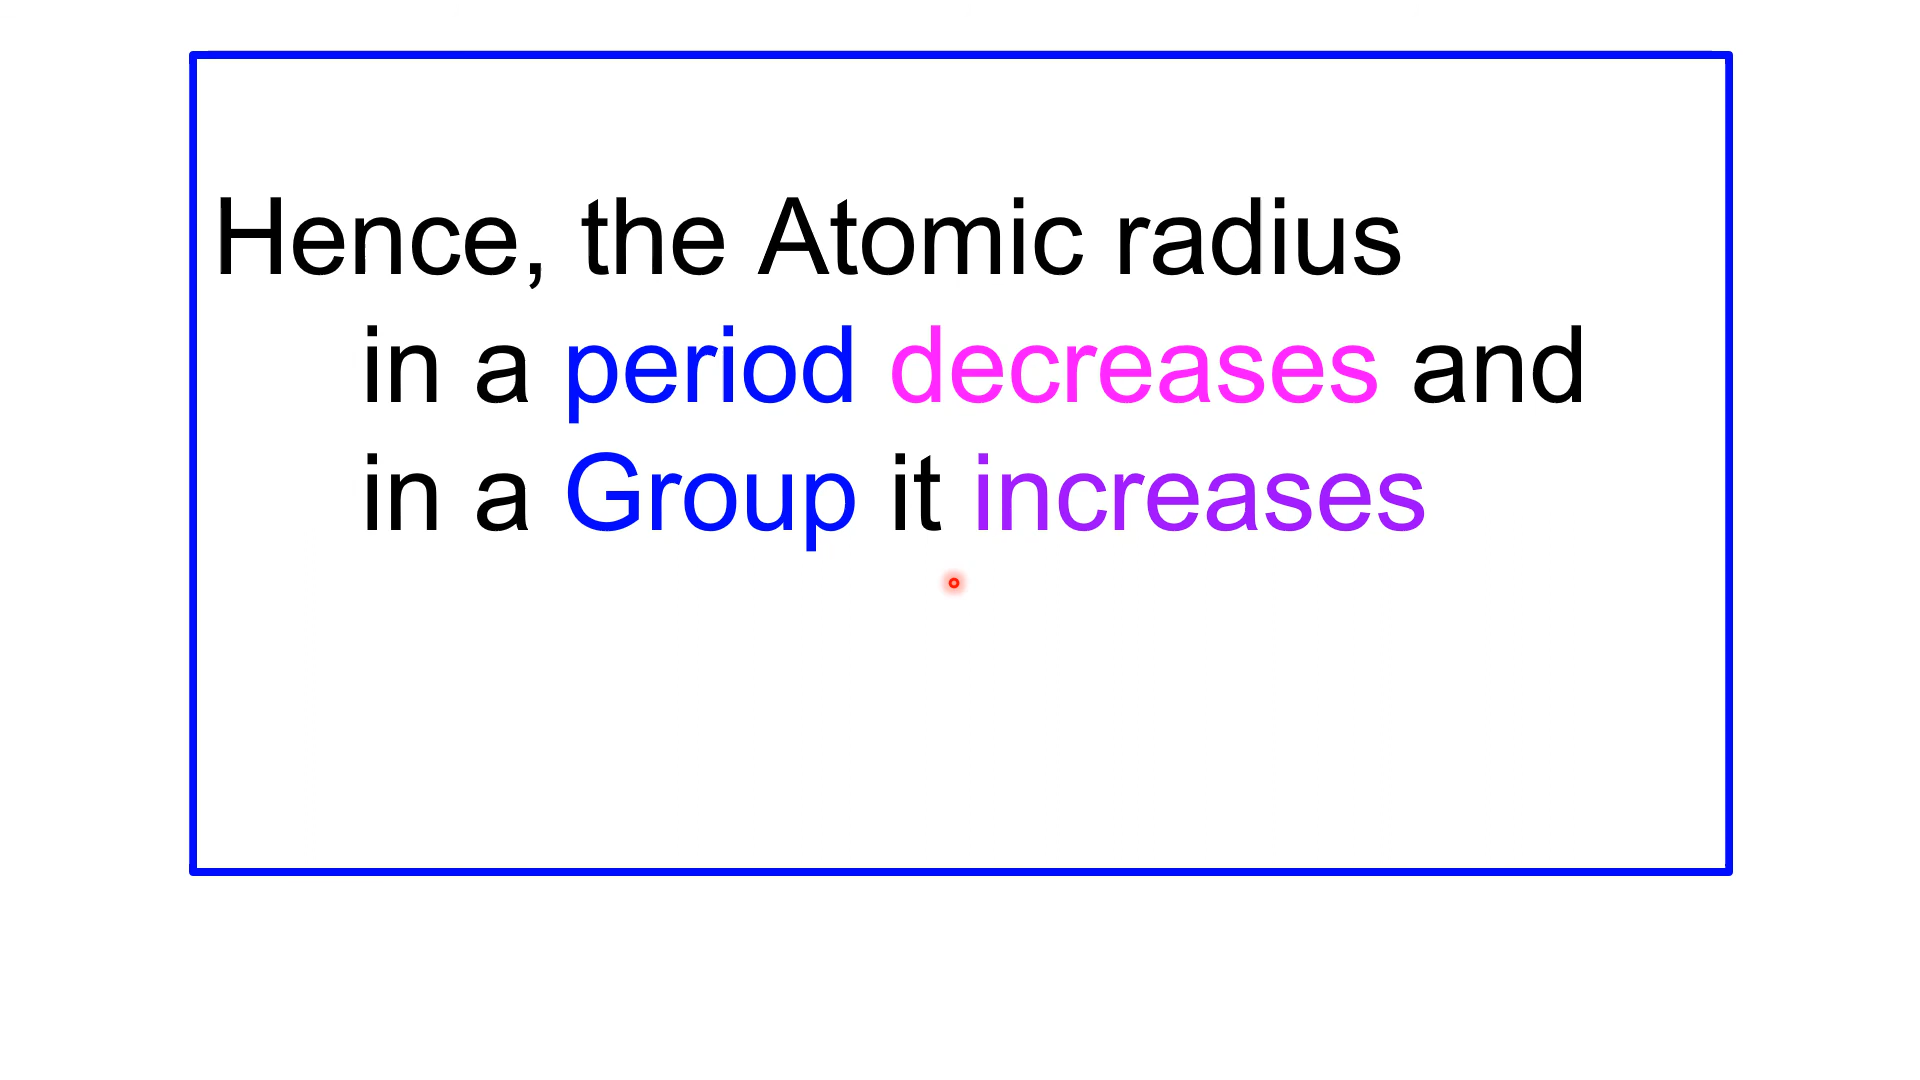 Hence, the Atomic radius
in a period decreases and
in a Group it increases